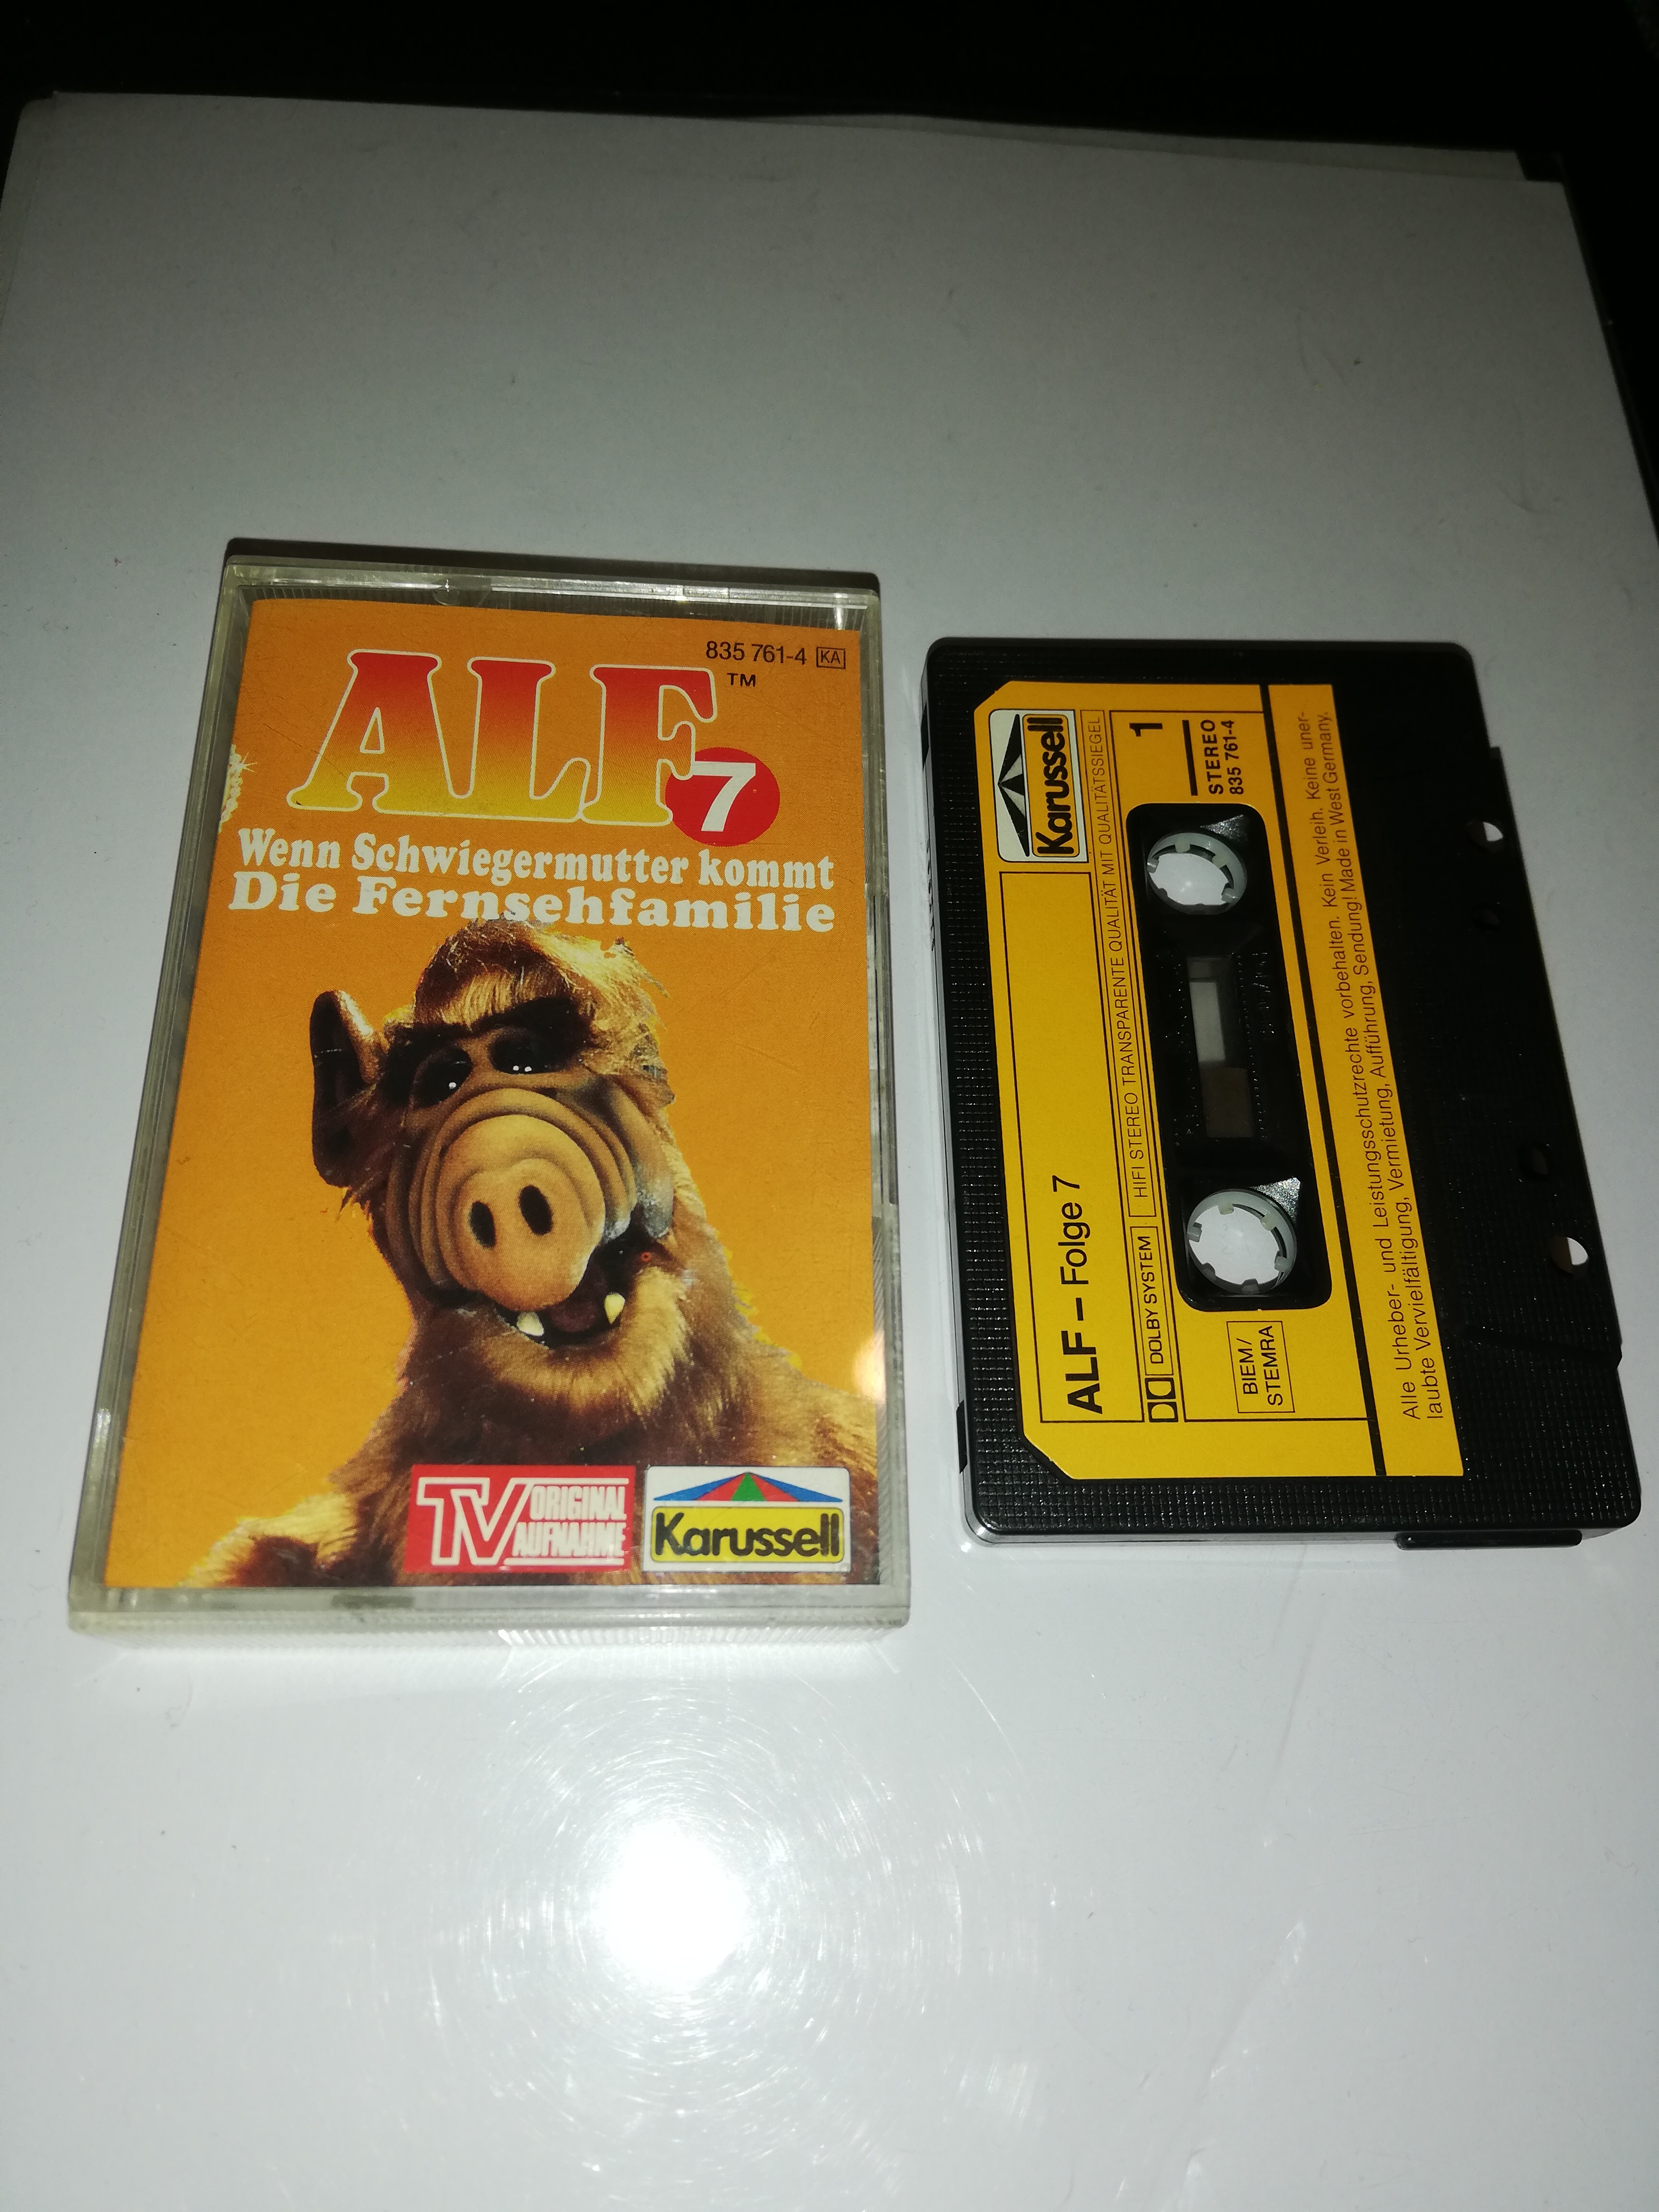 835 761-4 KA
ALF™
7
Wenn Schwiegermutter kommt
Die Fernsehfamilie
TV ORIGINAL
AUFNAHME
Karussell
Karussell
ALF – Folge 7
DOLBY SYSTEM
HIFI STEREO TRANSPARENTE QUALITÄT MIT QUALITÄTSSIEGEL
1
STEREO
835 761-4
BIEM/
STEMRA
Alle Urheber- und Leistungsschutzrechte vorbehalten. Kein Verleih. Keine uner-
laubte Vervielfältigung, Vermietung, Aufführung, Sendung! Made in West Germany.